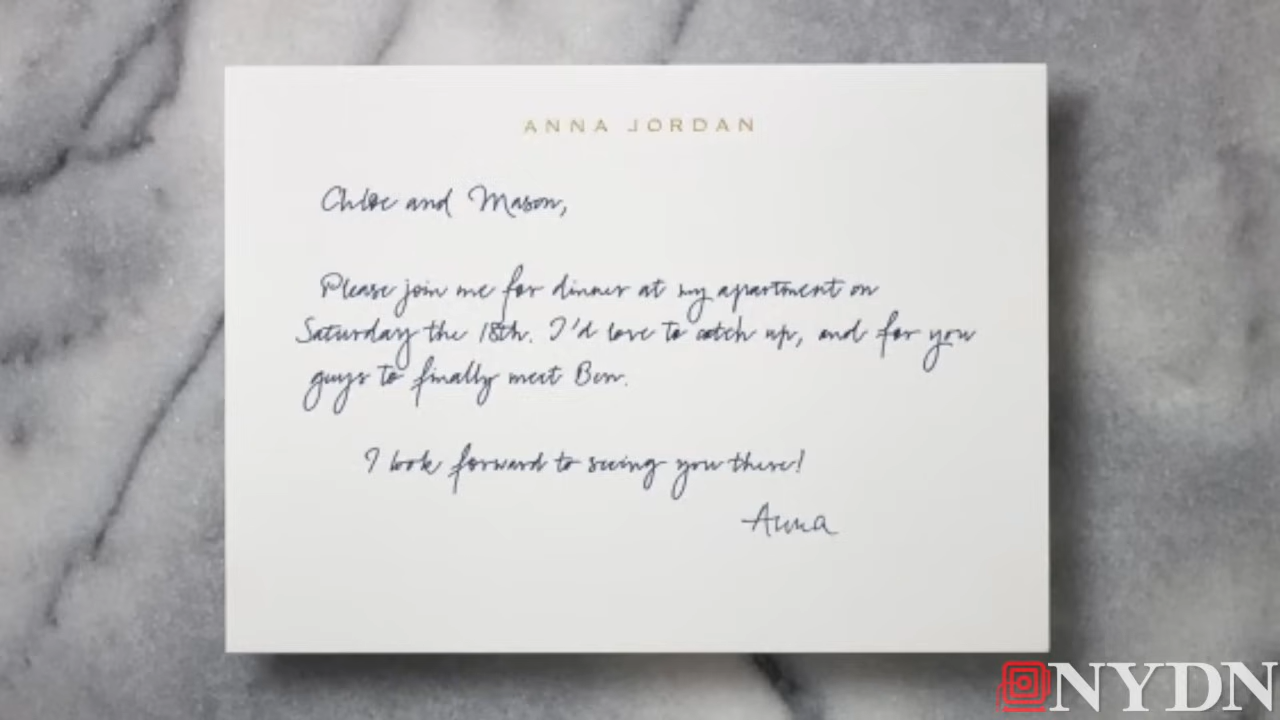 ANNA JORDAN
Chloe and Mason,
Please join me for dinner at my apartment on
Saturday the 18th. I'd love to catch up, and for you
guys to finally meet Ben.
I look forward to seeing you there!
Anna
NYDN